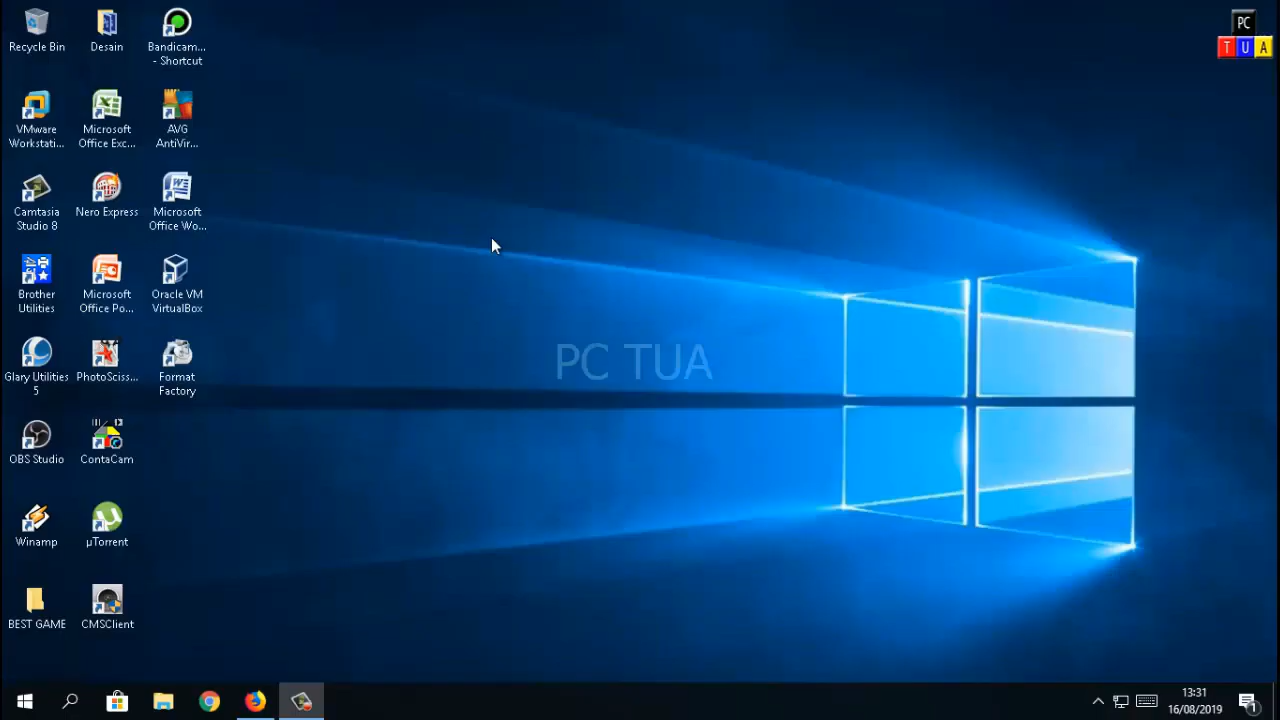 Recycle Bin
Desain
Bandicam...
- Shortcut
VMware
Workstati...
Microsoft
Office Exc...
AVG
AntiVir...
Camtasia
Studio 8
Nero Express
Microsoft
Office Wo...
Brother
Utilities
Microsoft
Office Po...
Oracle VM
VirtualBox
Glary Utilities
5
PhotoSciss...
Format
Factory
OBS Studio
ContaCam
Winamp
µTorrent
BEST GAME
CMSClient
PC
T U A
PC TUA
13:31
16/08/2019
1